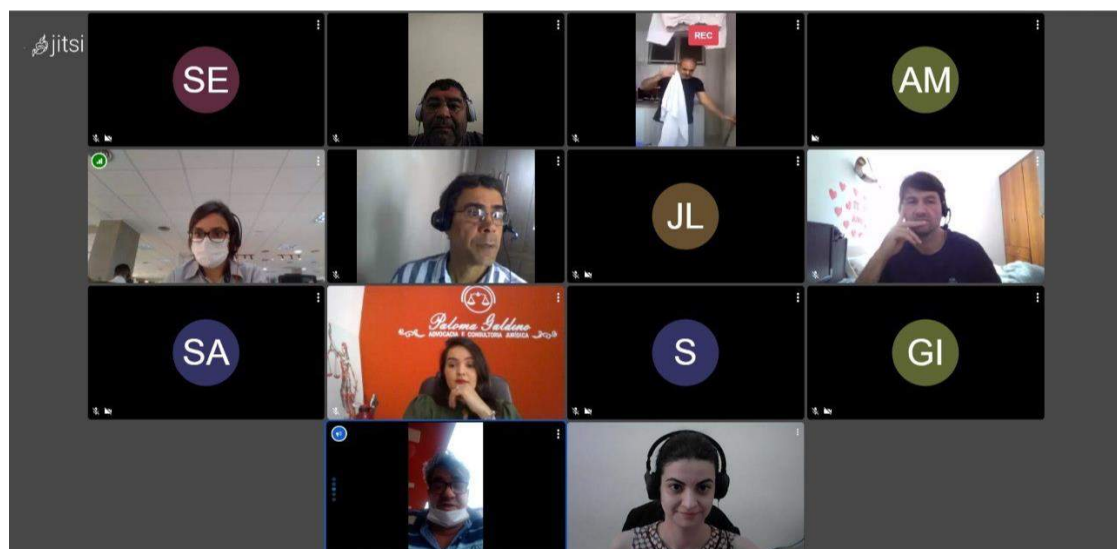 jitsi
SE
REC
AM
JL
SA
Paloma Galdino
ADVOCACIA E CONSULTORIA JURÍDICA
S
GI